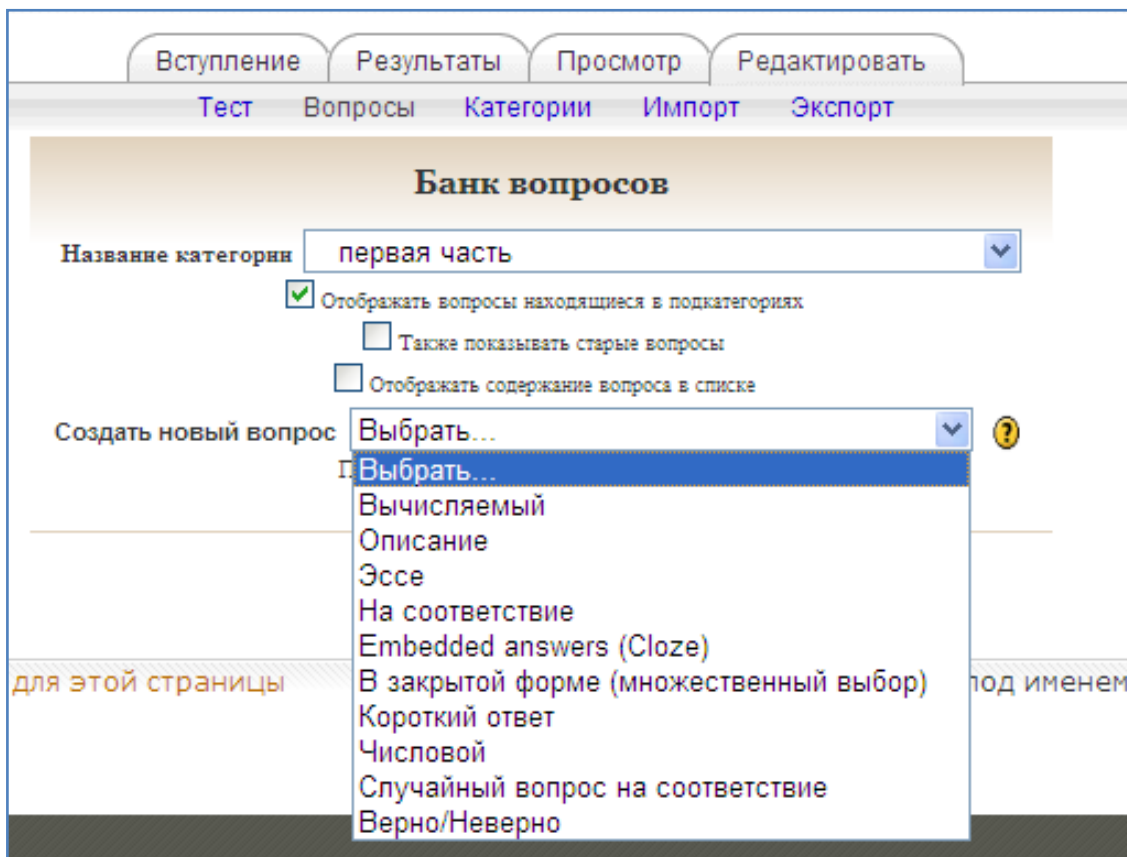 Вступление Результаты Просмотр Редактировать
Тест Вопросы Категории Импорт Экспорт
Банк вопросов
Название категории первая часть
Отображать вопросы находящиеся в подкатегориях
Также показывать старые вопросы
Отображать содержание вопроса в списке
Создать новый вопрос Выбрать...
Выбрать...
Вычисляемый
Описание
Эссе
На соответствие
Embedded answers (Cloze)
для этой страницы В закрытой форме (множественный выбор) под именем
Короткий ответ
Числовой
Случайный вопрос на соответствие
Верно/Неверно